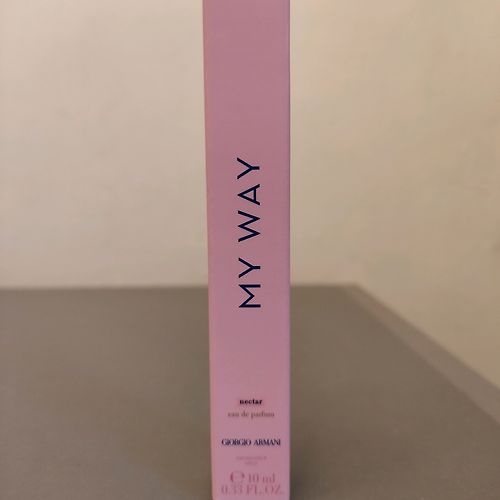 MY WAY
nectar
eau de parfum
GIORGIO ARMANI
℮ 10 ml
0.33 FL. OZ.